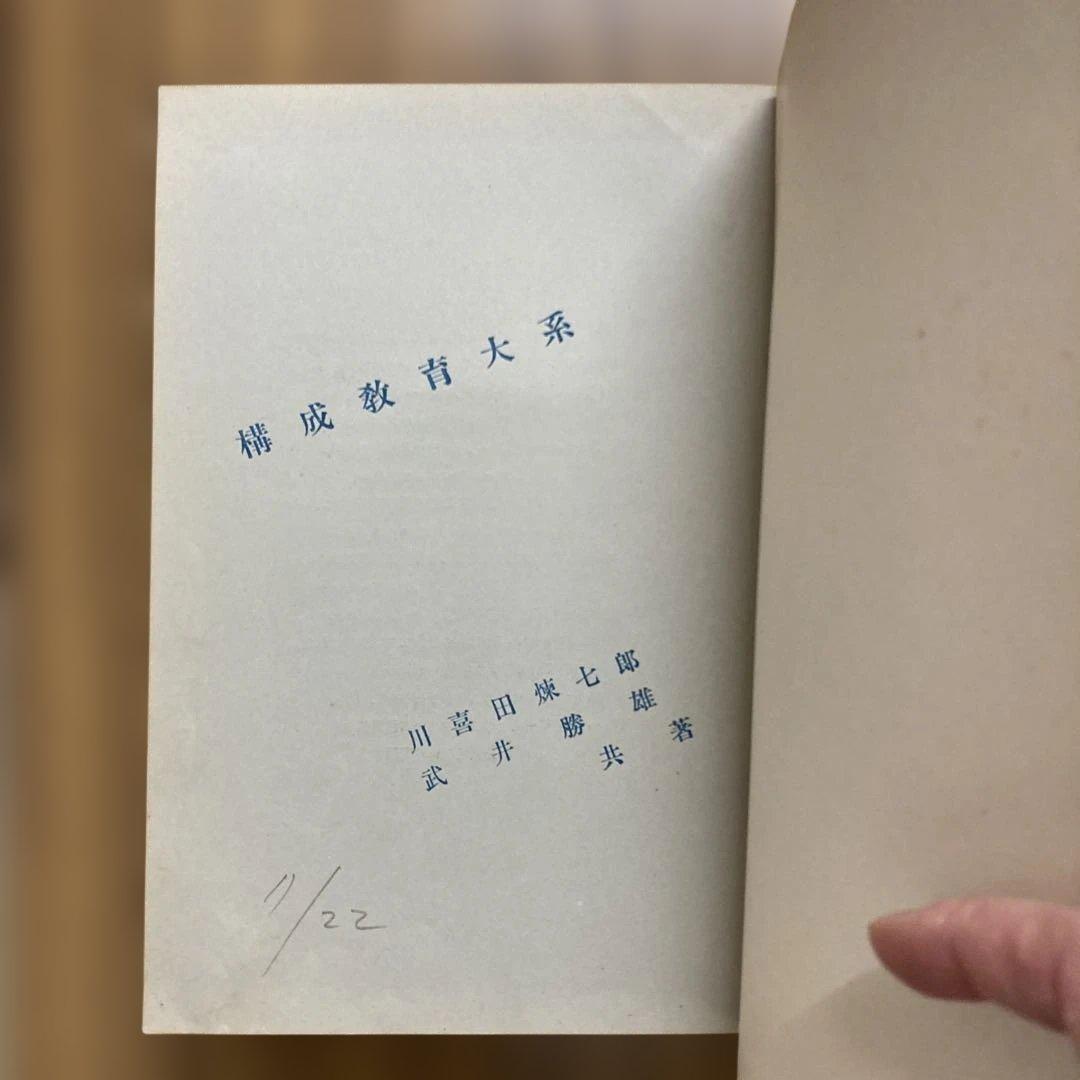 構成教育大系
川喜田煉七郎
武井勝雄
共著
11/22